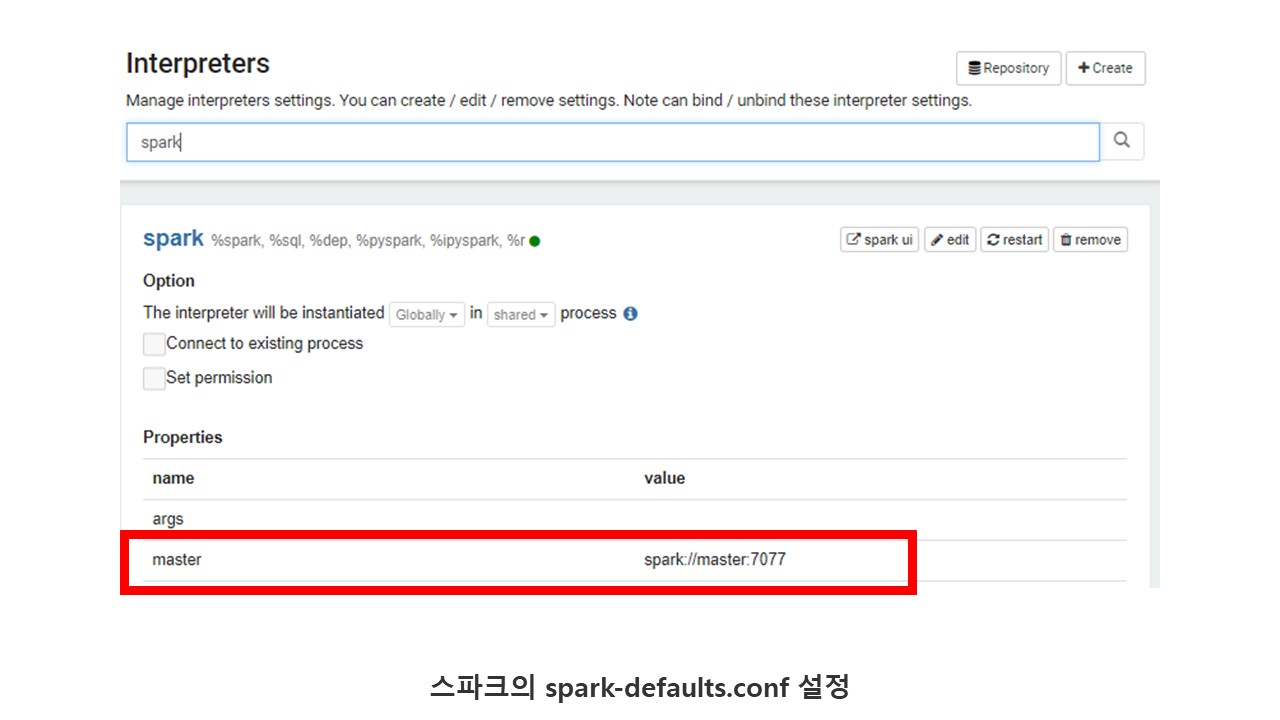 Interpreters
Repository
Create
Manage interpreters settings. You can create / edit / remove settings. Note can bind / unbind these interpreter settings.
spark
spark %spark, %sql, %dep, %pyspark, %ipyspark, %r
spark ui edit restart remove
Option
The interpreter will be instantiated Globally in shared process
Connect to existing process
Set permission
Properties
name value
args
master spark://master:7077
스파크의 spark-defaults.conf 설정